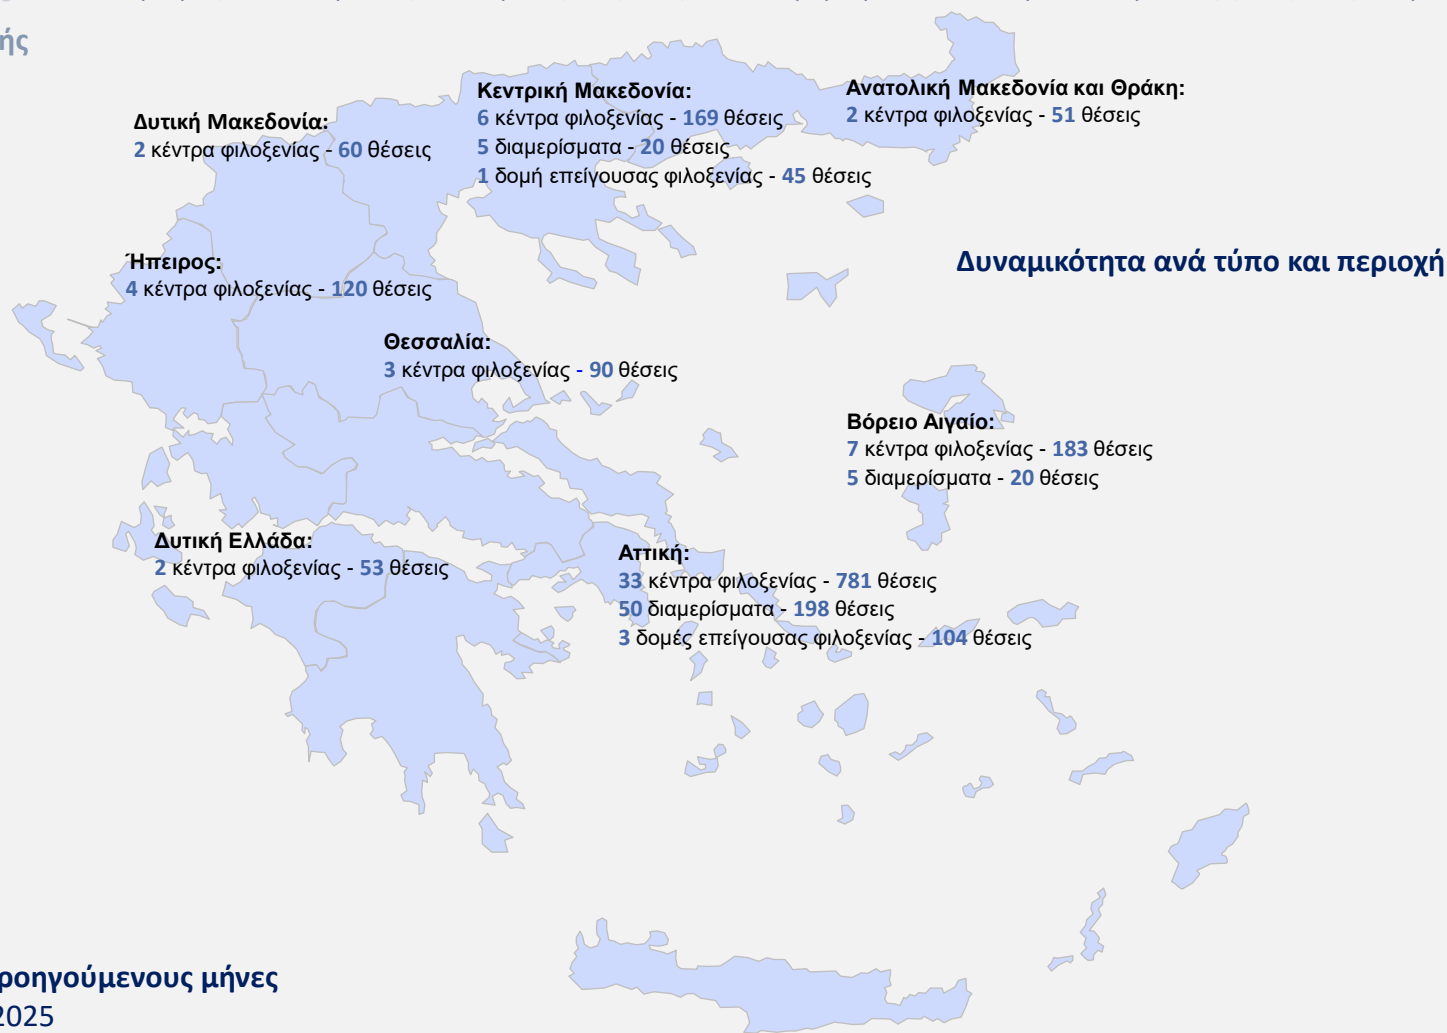 ής
Κεντρική Μακεδονία:
6 κέντρα φιλοξενίας - 169 θέσεις
5 διαμερίσματα - 20 θέσεις
1 δομή επείγουσας φιλοξενίας - 45 θέσεις
Ανατολική Μακεδονία και Θράκη:
2 κέντρα φιλοξενίας - 51 θέσεις
Δυτική Μακεδονία:
2 κέντρα φιλοξενίας - 60 θέσεις
Ήπειρος:
4 κέντρα φιλοξενίας - 120 θέσεις
Δυναμικότητα ανά τύπο και περιοχή
Θεσσαλία:
3 κέντρα φιλοξενίας - 90 θέσεις
Βόρειο Αιγαίο:
7 κέντρα φιλοξενίας - 183 θέσεις
5 διαμερίσματα - 20 θέσεις
Δυτική Ελλάδα:
2 κέντρα φιλοξενίας - 53 θέσεις
Αττική:
33 κέντρα φιλοξενίας - 781 θέσεις
50 διαμερίσματα - 198 θέσεις
3 δομές επείγουσας φιλοξενίας - 104 θέσεις
ροηγούμενους μήνες
2025